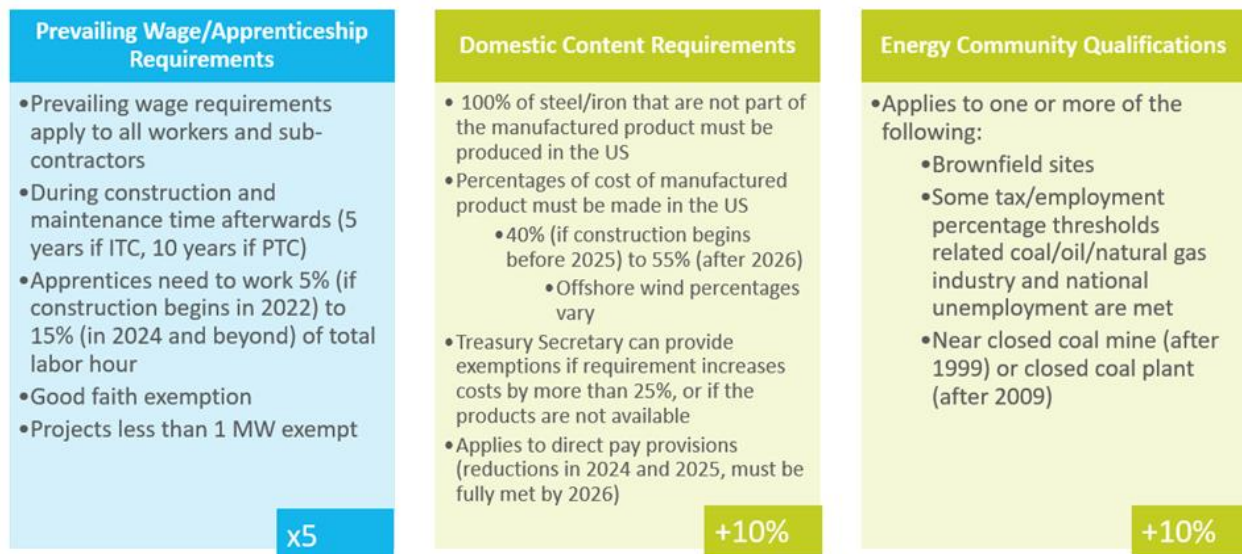 Prevailing Wage/Apprenticeship
Requirements
•Prevailing wage requirements
apply to all workers and sub-
contractors
•During construction and
maintenance time afterwards (5
years if ITC, 10 years if PTC)
•Apprentices need to work 5% (if
construction begins in 2022) to
15% (in 2024 and beyond) of total
labor hour
•Good faith exemption
•Projects less than 1 MW exempt
x5
Domestic Content Requirements
• 100% of steel/iron that are not part of
the manufactured product must be
produced in the US
•Percentages of cost of manufactured
product must be made in the US
•40% (if construction begins
before 2025) to 55% (after 2026)
•Offshore wind percentages
vary
•Treasury Secretary can provide
exemptions if requirement increases
costs by more than 25%, or if the
products are not available
•Applies to direct pay provisions
(reductions in 2024 and 2025, must be
fully met by 2026)
+10%
Energy Community Qualifications
•Applies to one or more of the
following:
•Brownfield sites
•Some tax/employment
percentage thresholds
related coal/oil/natural gas
industry and national
unemployment are met
•Near closed coal mine (after
1999) or closed coal plant
(after 2009)
+10%